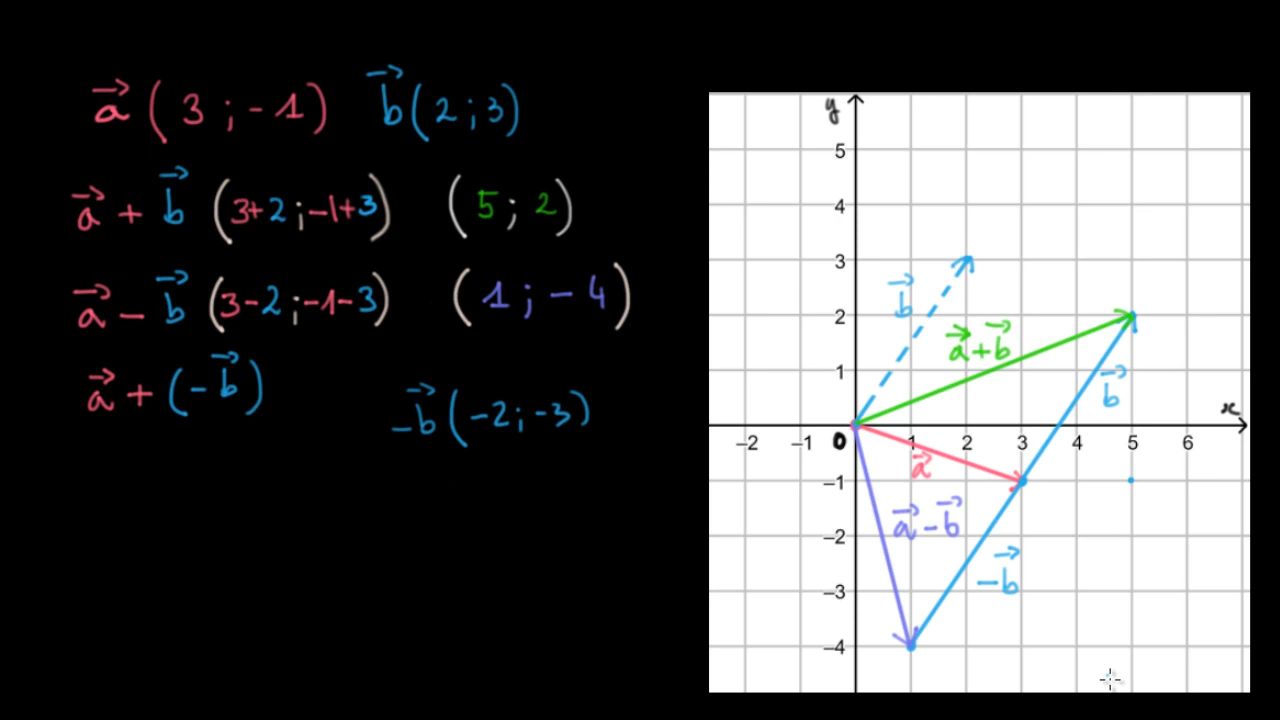 a⃗ (3 ; -1) b⃗ (2 ; 3)
a⃗ + b⃗ (3+2 ; -1+3) (5 ; 2)
a⃗ - b⃗ (3-2 ; -1-3) (1 ; -4)
a⃗ + (-b⃗) -b⃗ (-2 ; -3)
y
5
4
3
b⃗
2
a⃗+b⃗
1
b⃗
x
-2 -1 0 1 2 3 4 5 6
a⃗
-1
a⃗-b⃗
-2
-b⃗
-3
-4